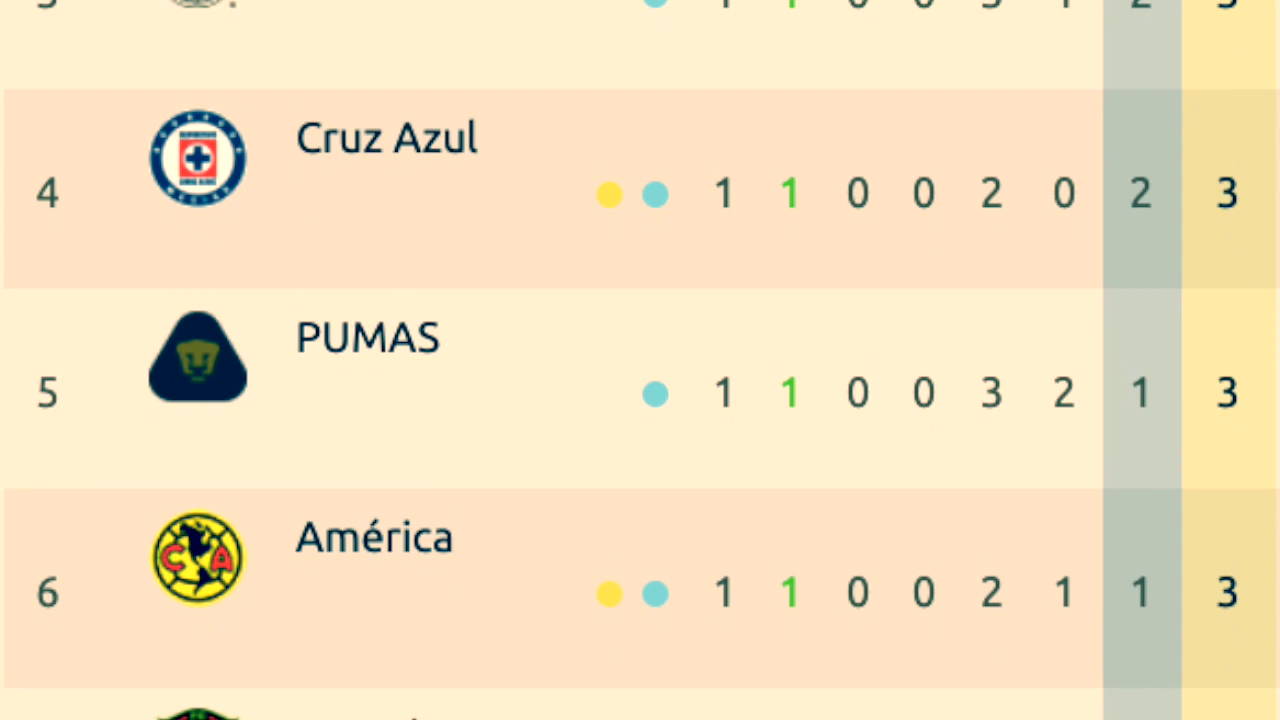 Cruz Azul
4 1 1 0 0 2 0 2 3
PUMAS
5 1 1 0 0 3 2 1 3
América
C A
6 1 1 0 0 2 1 1 3